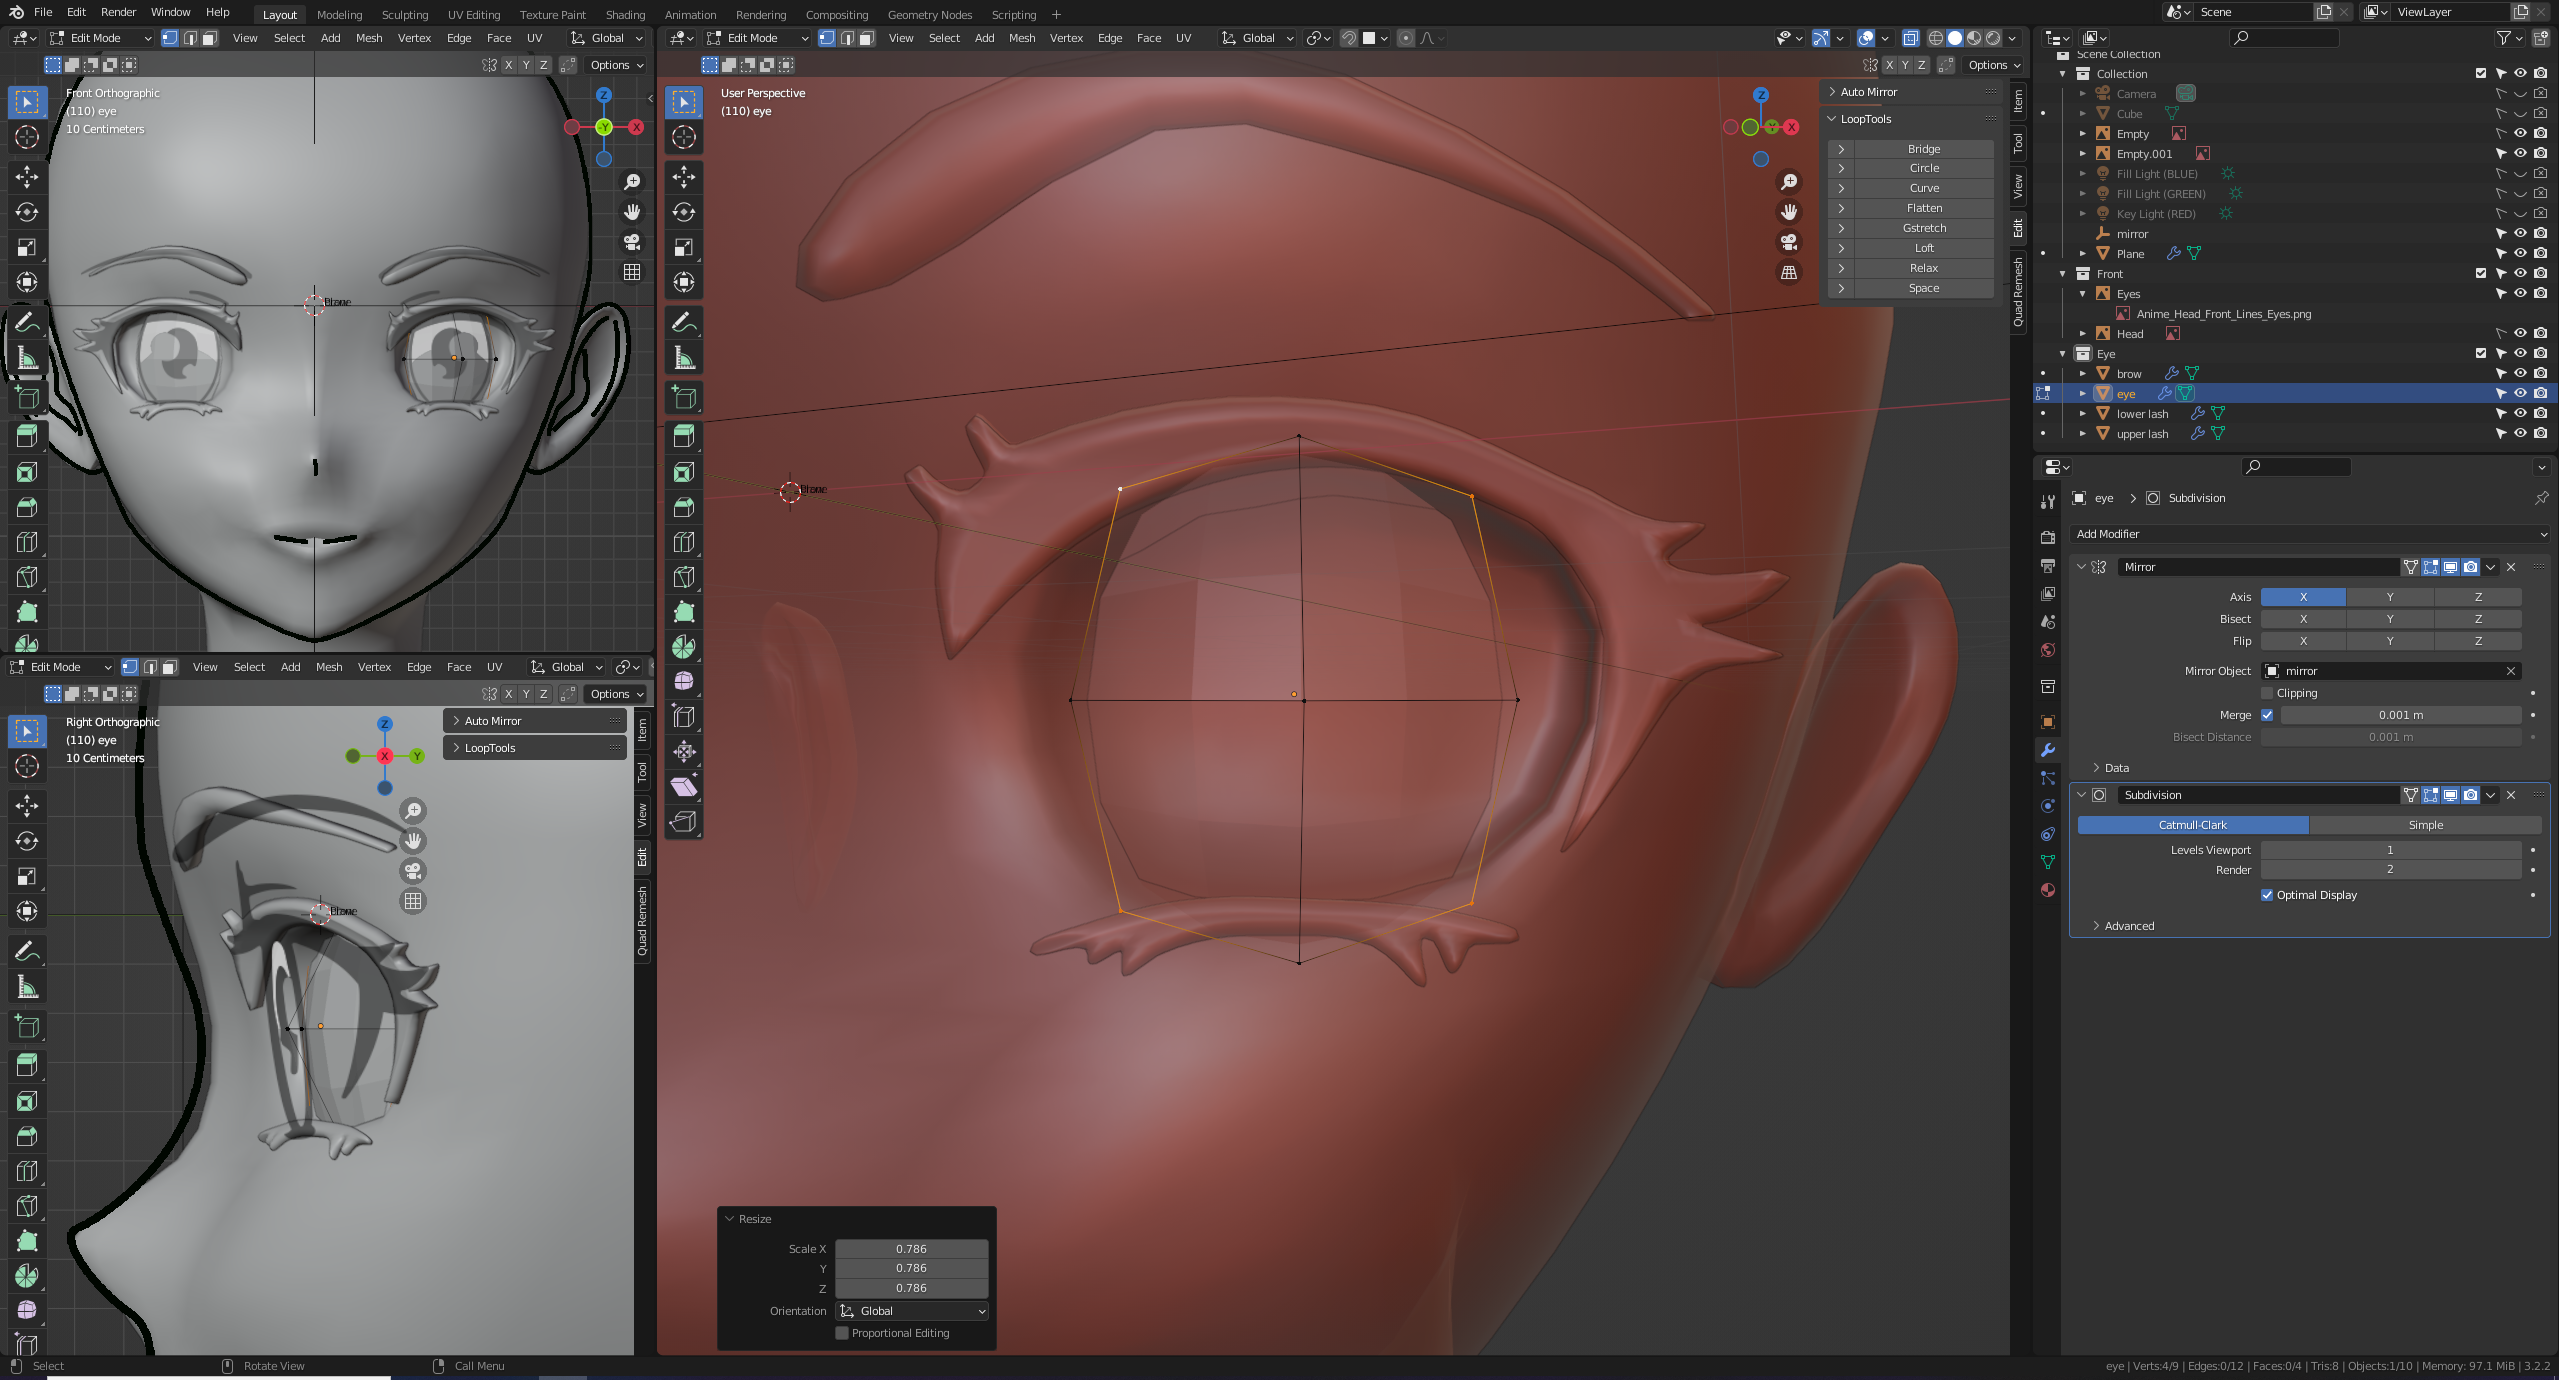 File Edit Render Window Help Layout Modeling Sculpting UV Editing Texture Paint Shading Animation Rendering Compositing Geometry Nodes Scripting + Scene ViewLayer
Edit Mode View Select Add Mesh Vertex Edge Face UV Global
X Y Z Options
Front Orthographic
(110) eye
10 Centimeters
Z
-Y X
Edit Mode View Select Add Mesh Vertex Edge Face UV Global
X Y Z Options
User Perspective
(110) eye
Z
X
Plane
Auto Mirror
LoopTools
Bridge
Circle
Curve
Flatten
Gstretch
Loft
Relax
Space
Item
Tool
View
Edit
Quad Remesh
Resize
Scale X 0.786
Y 0.786
Z 0.786
Orientation Global
Proportional Editing
Edit Mode View Select Add Mesh Vertex Edge Face UV Global
X Y Z Options
Right Orthographic
(110) eye
10 Centimeters
Z
X Y
Auto Mirror
LoopTools
Item
Tool
View
Edit
Quad Remesh
Scene Collection
Collection
Camera
Cube
Empty
Empty.001
Fill Light (BLUE)
Fill Light (GREEN)
Key Light (RED)
mirror
Plane
Front
Eyes
Anime_Head_Front_Lines_Eyes.png
Head
Eye
brow
eye
lower lash
upper lash
eye > Subdivision
Add Modifier
Mirror
Axis X Y Z
Bisect X Y Z
Flip X Y Z
Mirror Object mirror
Clipping
Merge 0.001 m
Bisect Distance 0.001 m
Data
Subdivision
Catmull-Clark Simple
Levels Viewport 1
Render 2
Optimal Display
Advanced
Select Rotate View Call Menu
eye | Verts:4/9 | Edges:0/12 | Faces:0/4 | Tris:8 | Objects:1/10 | Memory: 97.1 MiB | 3.2.2